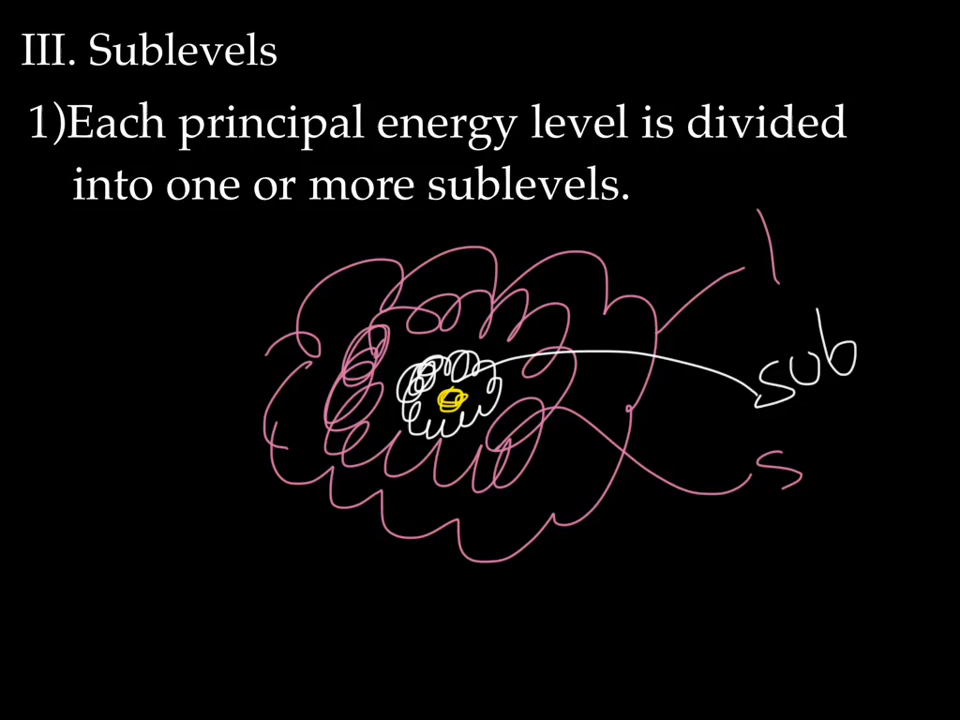 III. Sublevels
1)Each principal energy level is divided
into one or more sublevels.
sub
s